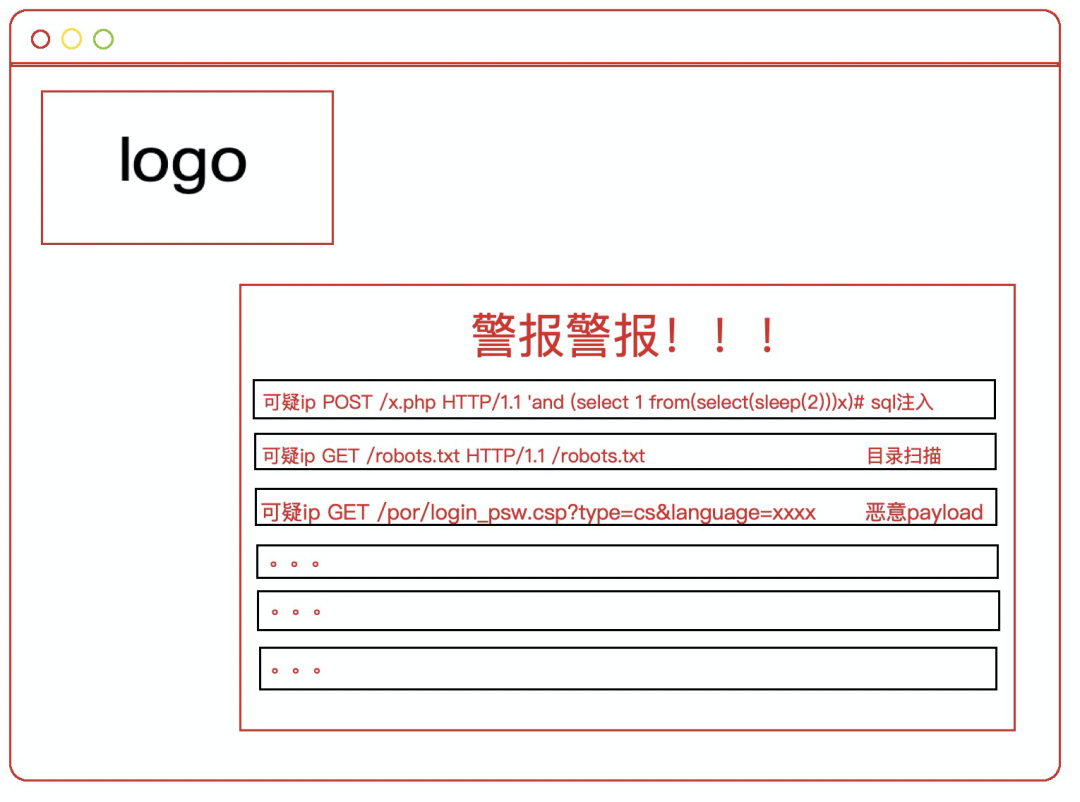 logo
警报警报！！！
可疑ip POST /x.php HTTP/1.1 'and (select 1 from(select(sleep(2)))x)# sql注入
可疑ip GET /robots.txt HTTP/1.1 /robots.txt 目录扫描
可疑ip GET /por/login_psw.csp?type=cs&language=xxxx 恶意payload
。。。
。。。
。。。